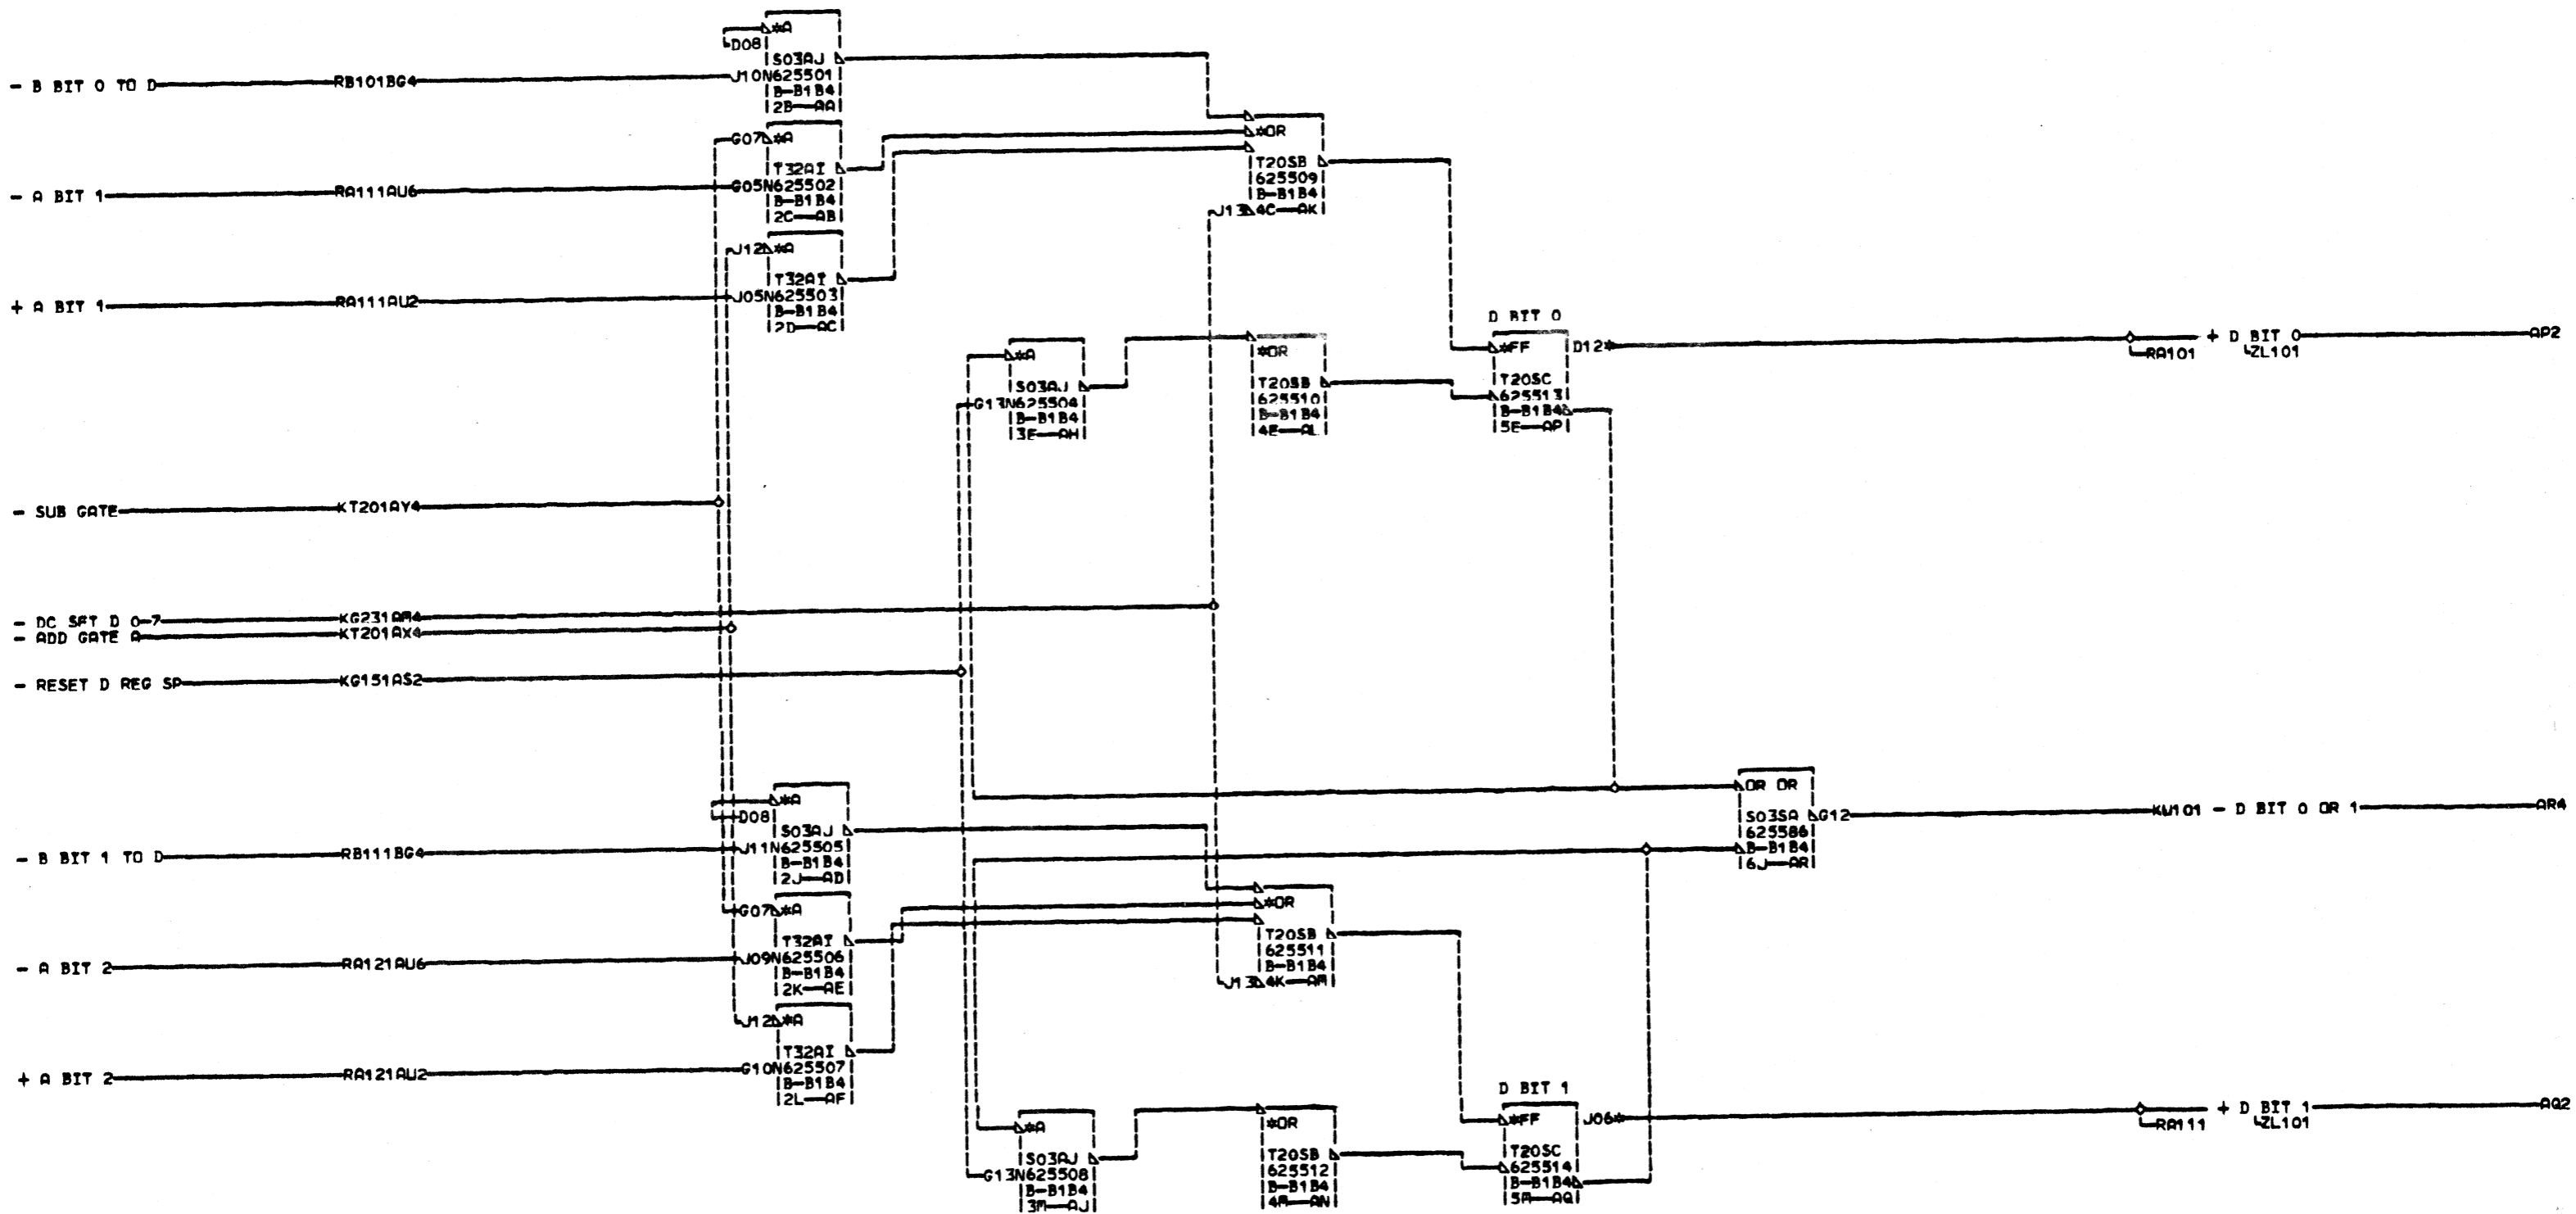 *A
D08
S03AJ
- B BIT 0 TO D RB101BG4 J10N625501
B-B1B4
2B AA
G07 *A
*OR
T32AI
T20SB
- A BIT 1 RA111AU6 G05N625502
625509
B-B1B4
B-B1B4
2C AB
J13 4C AK
J12 *A
T32AI
+ A BIT 1 RA111AU2 J05N625503
B-B1B4
2D AC
D BIT 0
*A
*OR
*FF D12* + D BIT 0 AP2
RA101 ZL101
S03AJ
T20SB
T20SC
G13N625504
625510
625513
B-B1B4
B-B1B4
B-B1B4
3E AH
4E AL
5E AP
- SUB GATE KT201AY4
- DC SET D 0-7 KG231AM4
- ADD GATE A KT201AX4
- RESET D REG SP KG151AS2
OR OR
*A
D08
S03SA G12 KW101 - D BIT 0 OR 1 AR4
S03AJ
625586
- B BIT 1 TO D RB111BG4 J11N625505
B-B1B4
B-B1B4
6J AR
2J AD
G07 *A
*OR
T32AI
T20SB
- A BIT 2 RA121AU6 J09N625506
625511
B-B1B4
B-B1B4
2K AE
J13 4K AM
J12 *A
T32AI
+ A BIT 2 RA121AU2 G10N625507
B-B1B4
2L AF
D BIT 1
*A
*OR
*FF J06* + D BIT 1 AQ2
RA111 ZL101
S03AJ
T20SB
T20SC
G13N625508
625512
625514
B-B1B4
B-B1B4
B-B1B4
3M AJ
4M AN
5M AQ